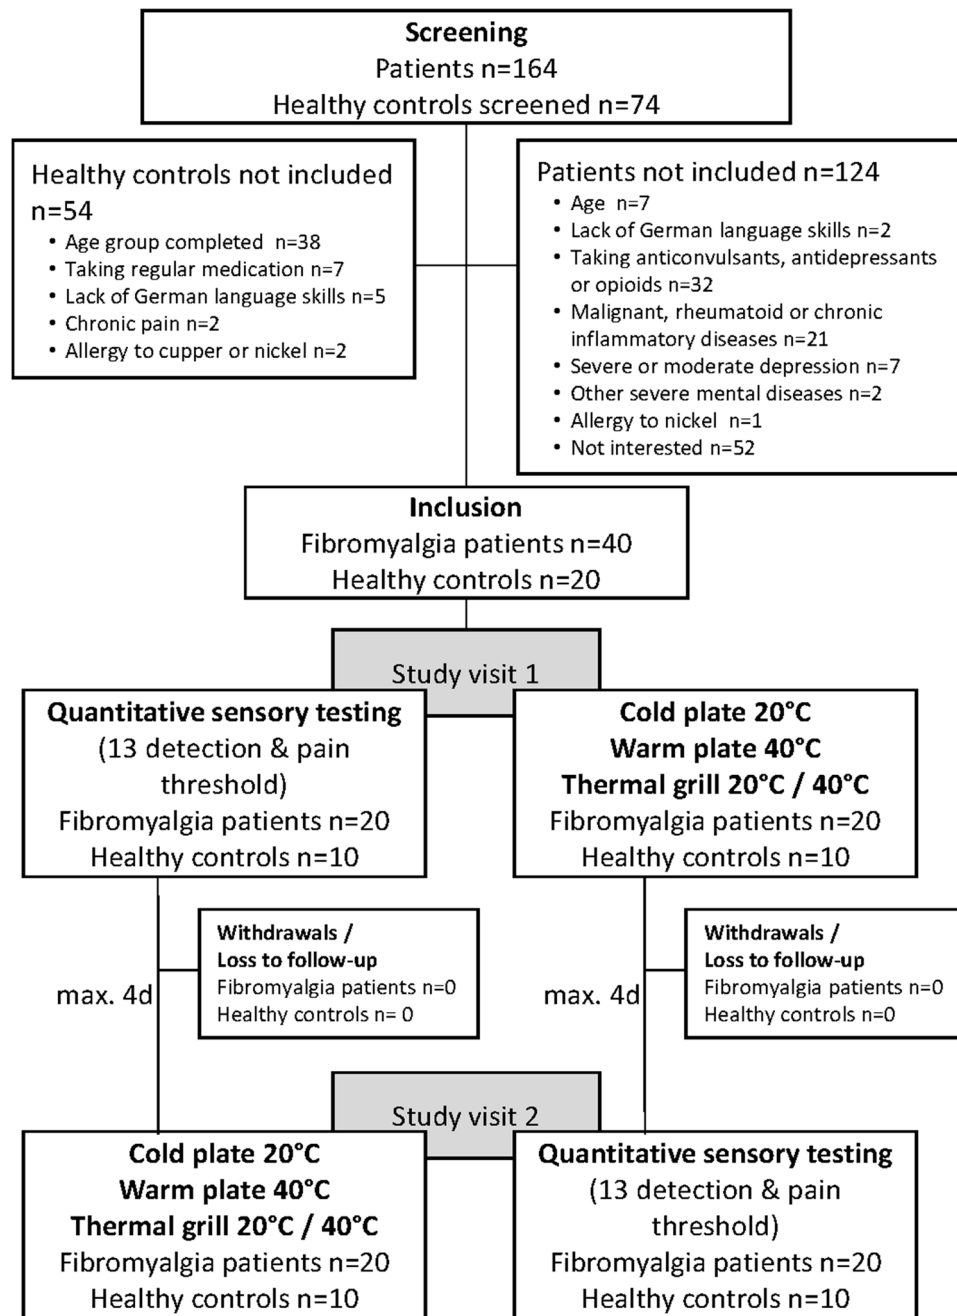 Screening
Patients n=164
Healthy controls screened n=74
Healthy controls not included
n=54
• Age group completed n=38
• Taking regular medication n=7
• Lack of German language skills n=5
• Chronic pain n=2
• Allergy to cupper or nickel n=2
Patients not included n=124
• Age n=7
• Lack of German language skills n=2
• Taking anticonvulsants, antidepressants
or opioids n=32
• Malignant, rheumatoid or chronic
inflammatory diseases n=21
• Severe or moderate depression n=7
• Other severe mental diseases n=2
• Allergy to nickel n=1
• Not interested n=52
Inclusion
Fibromyalgia patients n=40
Healthy controls n=20
Study visit 1
Quantitative sensory testing
(13 detection & pain
threshold)
Fibromyalgia patients n=20
Healthy controls n=10
Cold plate 20°C
Warm plate 40°C
Thermal grill 20°C / 40°C
Fibromyalgia patients n=20
Healthy controls n=10
max. 4d
Withdrawals /
Loss to follow-up
Fibromyalgia patients n=0
Healthy controls n= 0
max. 4d
Withdrawals /
Loss to follow-up
Fibromyalgia patients n=0
Healthy controls n=0
Study visit 2
Cold plate 20°C
Warm plate 40°C
Thermal grill 20°C / 40°C
Fibromyalgia patients n=20
Healthy controls n=10
Quantitative sensory testing
(13 detection & pain
threshold)
Fibromyalgia patients n=20
Healthy controls n=10